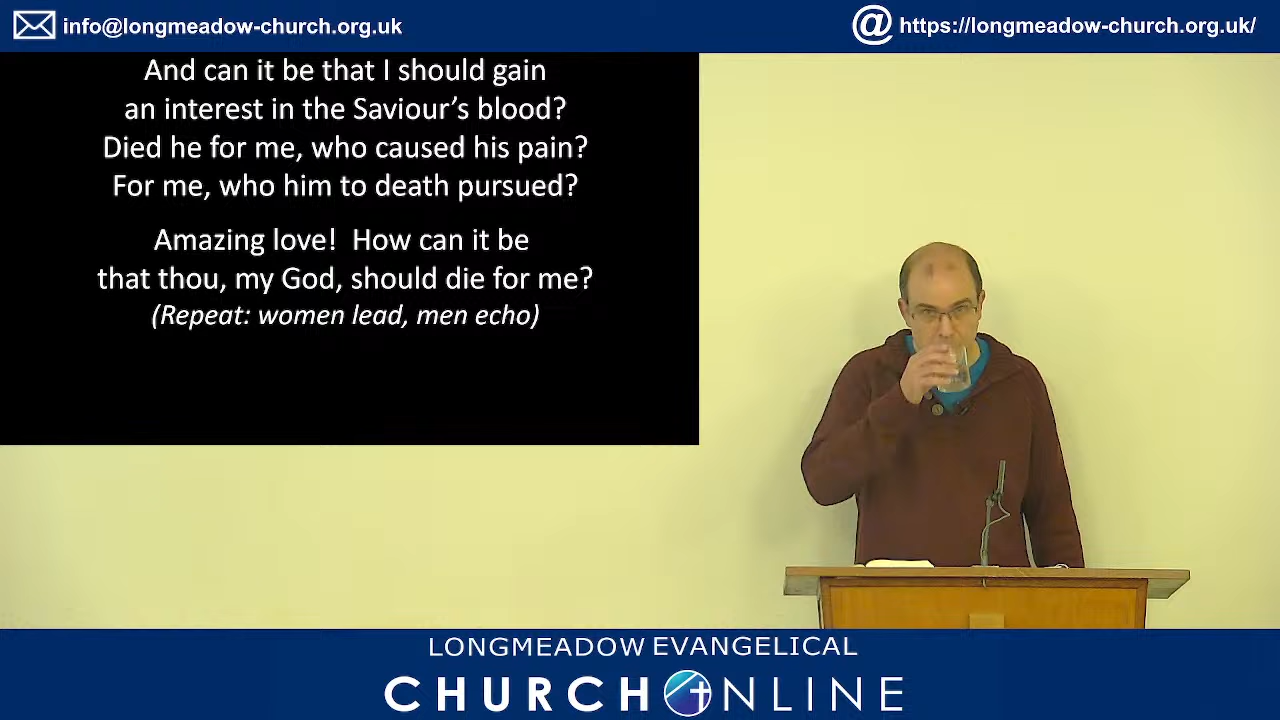 info@longmeadow-church.org.uk
https://longmeadow-church.org.uk/
And can it be that I should gain
an interest in the Saviour’s blood?
Died he for me, who caused his pain?
For me, who him to death pursued?
Amazing love!  How can it be
that thou, my God, should die for me?
(Repeat: women lead, men echo)
LONGMEADOW EVANGELICAL
CHURCH ONLINE